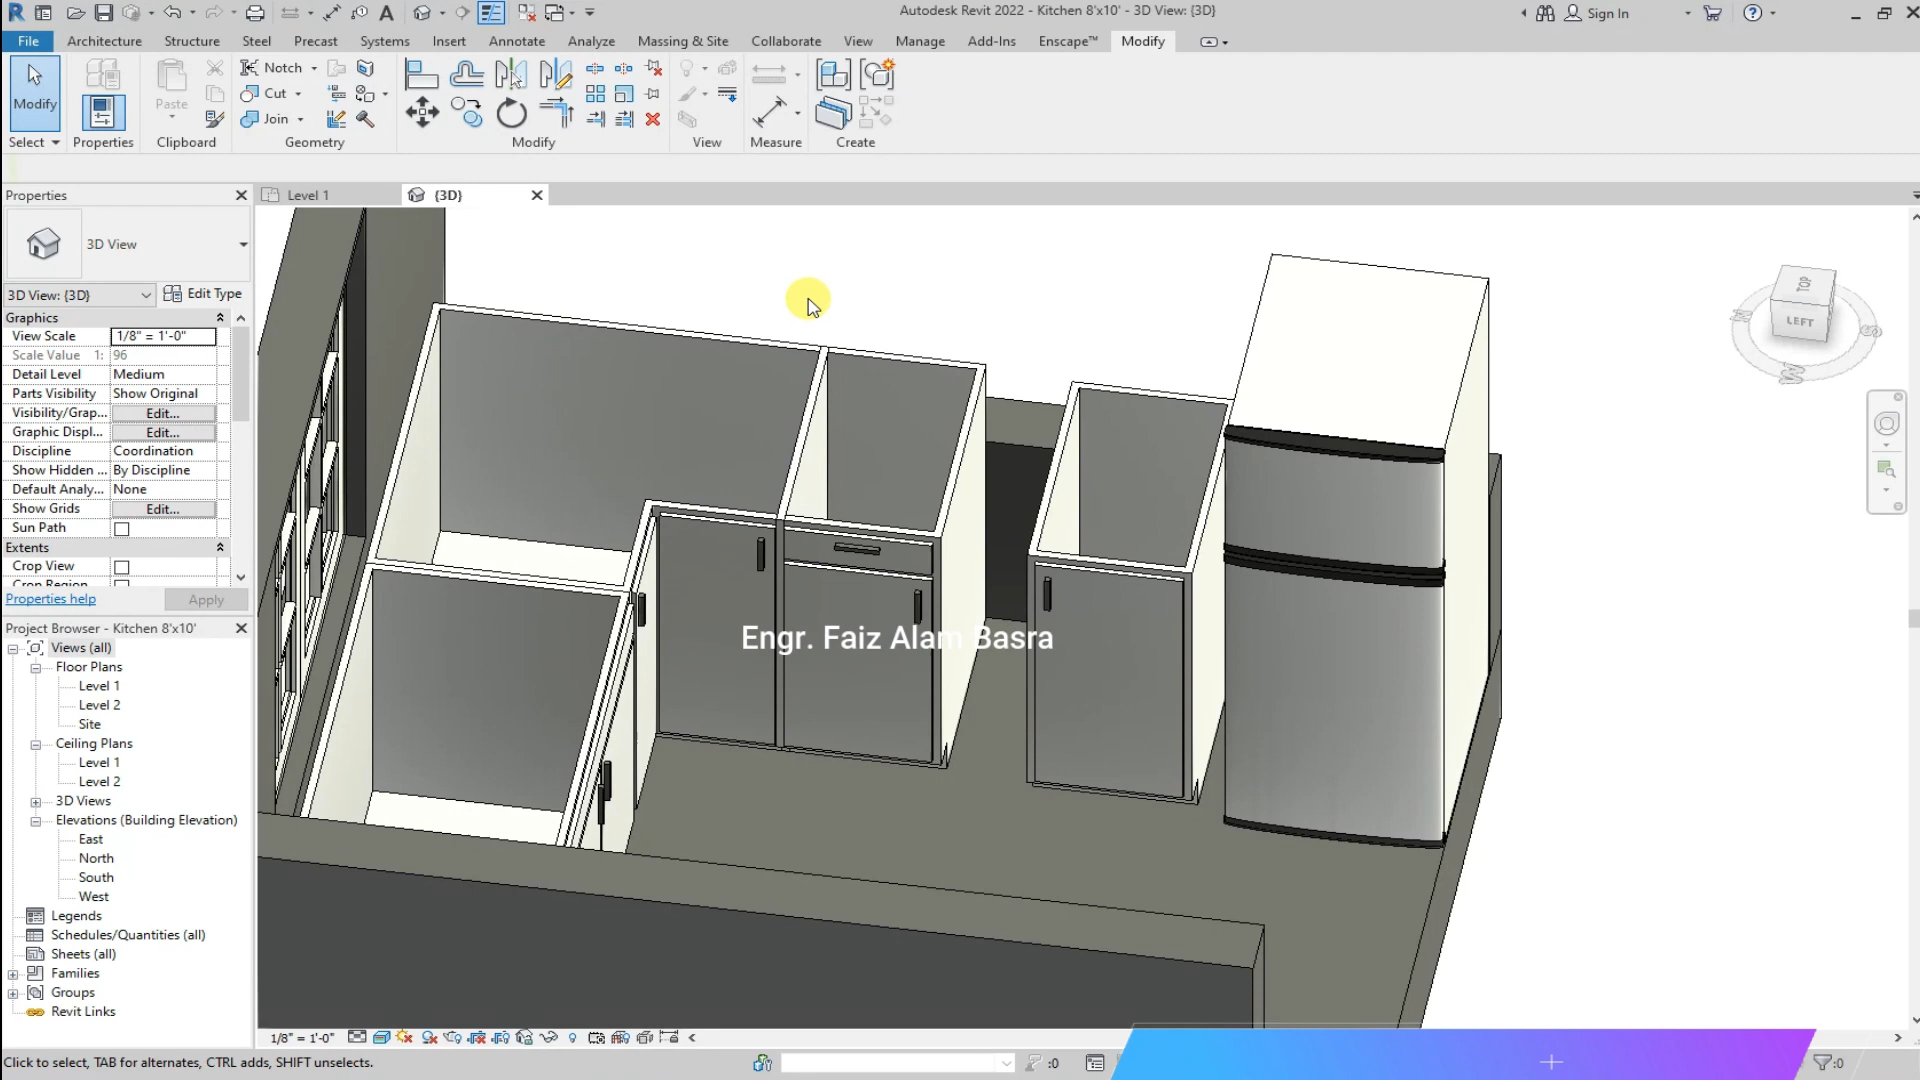 Autodesk Revit 2022 - Kitchen 8'x10' - 3D View: {3D}
Sign In
File
Architecture
Structure
Steel
Precast
Systems
Insert
Annotate
Analyze
Massing & Site
Collaborate
View
Manage
Add-Ins
Enscape™
Modify
Modify
Paste
Notch
Cut
Join
Select
Properties
Clipboard
Geometry
Modify
View
Measure
Create
Properties
Level 1
{3D}
3D View
3D View: {3D}
Edit Type
Graphics
View Scale 1/8" = 1'-0"
Scale Value 1: 96
Detail Level Medium
Parts Visibility Show Original
Visibility/Grap... Edit...
Graphic Displ... Edit...
Discipline Coordination
Show Hidden ... By Discipline
Default Analy... None
Show Grids Edit...
Sun Path
Extents
Crop View
Crop Region
Properties help
Apply
Project Browser - Kitchen 8'x10'
Views (all)
Floor Plans
Level 1
Level 2
Site
Ceiling Plans
Level 1
Level 2
3D Views
Elevations (Building Elevation)
East
North
South
West
Legends
Schedules/Quantities (all)
Sheets (all)
Families
Groups
Revit Links
TOP
LEFT
N
S
W
Engr. Faiz Alam Basra
1/8" = 1'-0"
Click to select, TAB for alternates, CTRL adds, SHIFT unselects.
:0
:0